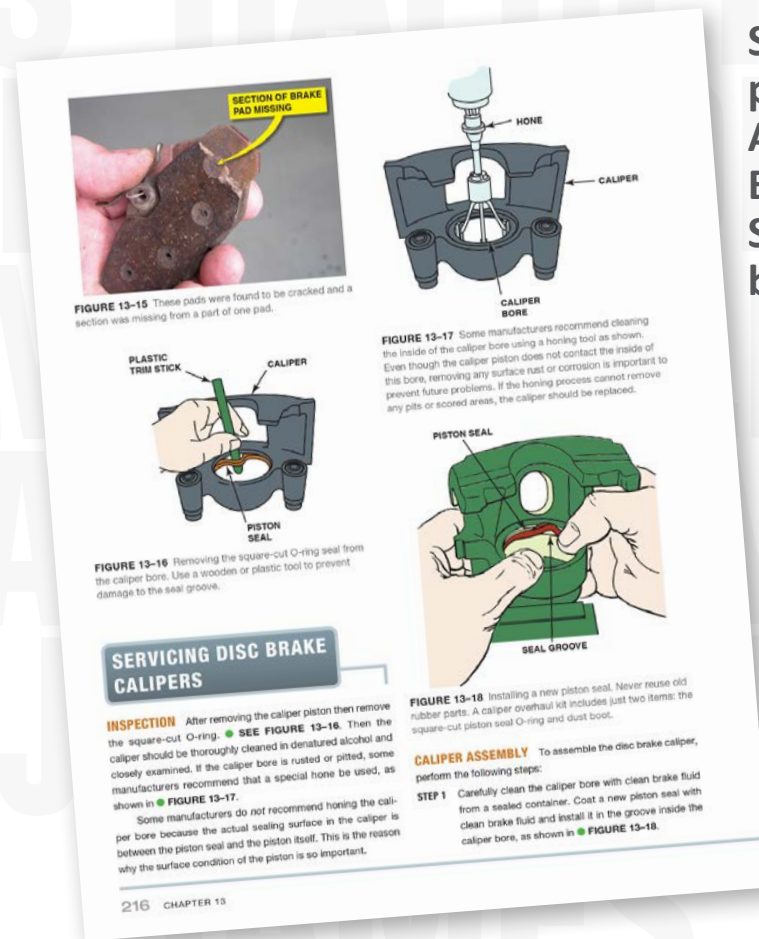 SECTION OF BRAKE
PAD MISSING
FIGURE 13–15 These pads were found to be cracked and a
section was missing from a part of one pad.
PLASTIC
TRIM STICK
CALIPER
PISTON
SEAL
FIGURE 13–16 Removing the square-cut O-ring seal from
the caliper bore. Use a wooden or plastic tool to prevent
damage to the seal groove.
SERVICING DISC BRAKE
CALIPERS
INSPECTION After removing the caliper piston then remove
the square-cut O-ring. ● SEE FIGURE 13–16. Then the
caliper should be thoroughly cleaned in denatured alcohol and
closely examined. If the caliper bore is rusted or pitted, some
manufacturers recommend that a special hone be used, as
shown in ● FIGURE 13–17.
Some manufacturers do not recommend honing the cali-
per bore because the actual sealing surface in the caliper is
between the piston seal and the piston itself. This is the reason
why the surface condition of the piston is so important.
HONE
CALIPER
CALIPER
BORE
FIGURE 13–17 Some manufacturers recommend cleaning
the inside of the caliper bore using a honing tool as shown.
Even though the caliper piston does not contact the inside of
this bore, removing any surface rust or corrosion is important to
prevent future problems. If the honing process cannot remove
any pits or scored areas, the caliper should be replaced.
PISTON SEAL
SEAL GROOVE
FIGURE 13–18 Installing a new piston seal. Never reuse old
rubber parts. A caliper overhaul kit includes just two items: the
square-cut piston seal O-ring and dust boot.
CALIPER ASSEMBLY To assemble the disc brake caliper,
perform the following steps:
STEP 1 Carefully clean the caliper bore with clean brake fluid
from a sealed container. Coat a new piston seal with
clean brake fluid and install it in the groove inside the
caliper bore, as shown in ● FIGURE 13–18.
216 CHAPTER 13